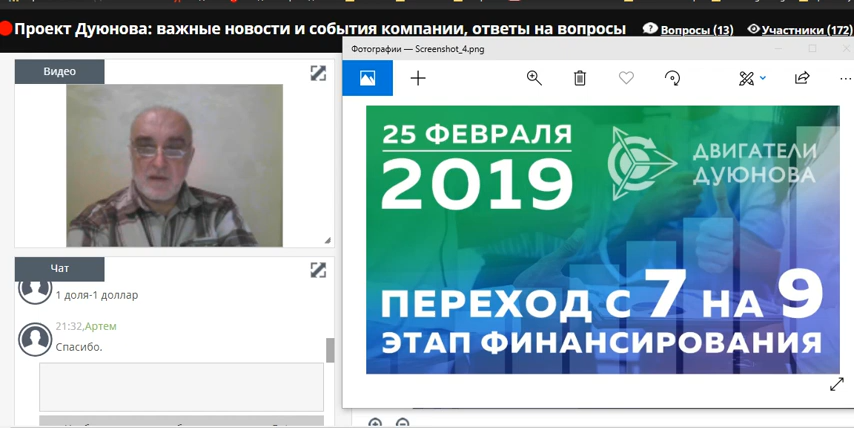 Проект Дуюнова: важные новости и события компании, ответы на вопросы
Вопросы (13)
Участники (172)
Видео
Фотографии — Screenshot_4.png
25 ФЕВРАЛЯ
2019
ДВИГАТЕЛИ
ДУЮНОВА
ПЕРЕХОД С 7 НА 9
ЭТАП ФИНАНСИРОВАНИЯ
Чат
1 доля-1 доллар
21:32,Артем
Спасибо.